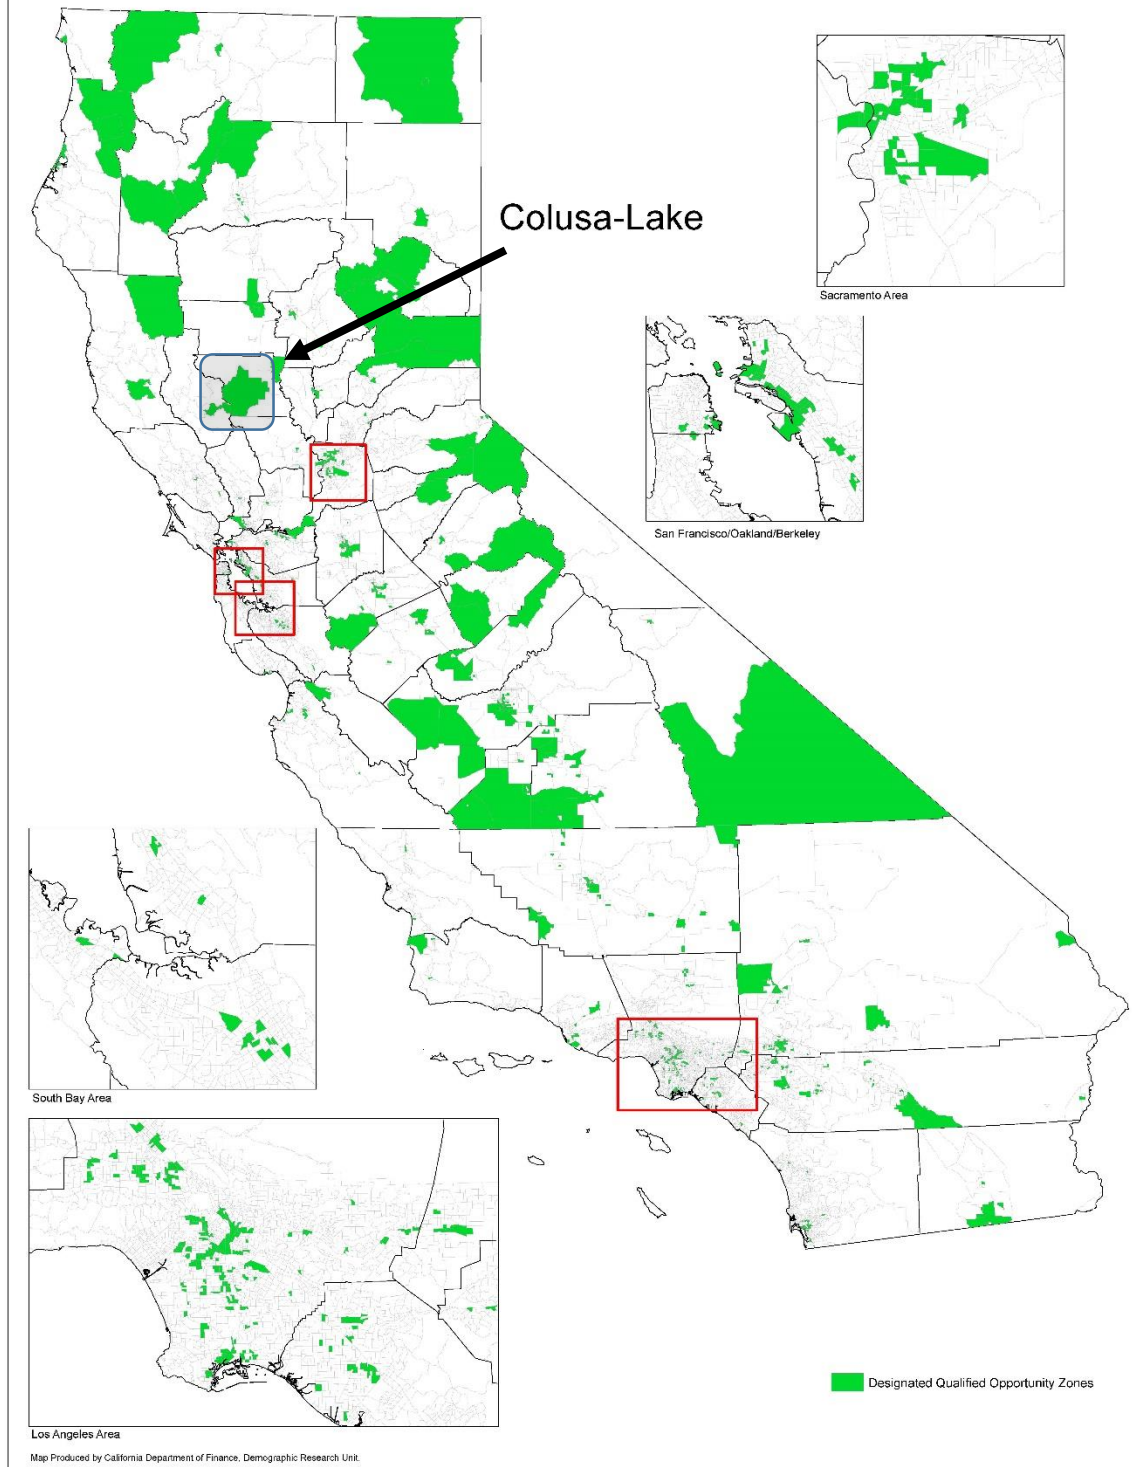 Colusa-Lake
Sacramento Area
San Francisco/Oakland/Berkeley
South Bay Area
Designated Qualified Opportunity Zones
Los Angeles Area
Map Produced by California Department of Finance, Demographic Research Unit.